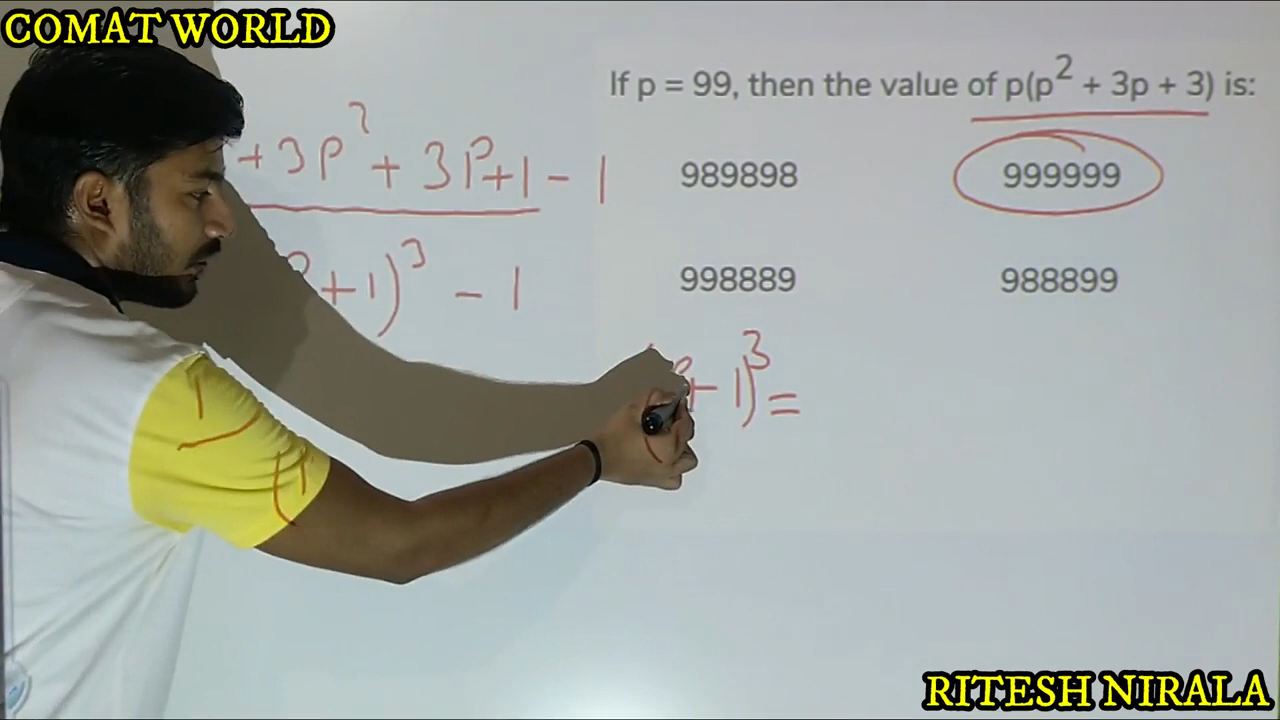 COMAT WORLD
If p = 99, then the value of p(p² + 3p + 3) is:
989898 999999
998889 988899
+3p² + 3p+1 - 1
+1)³ - 1
+ 1)³ =
RITESH NIRALA